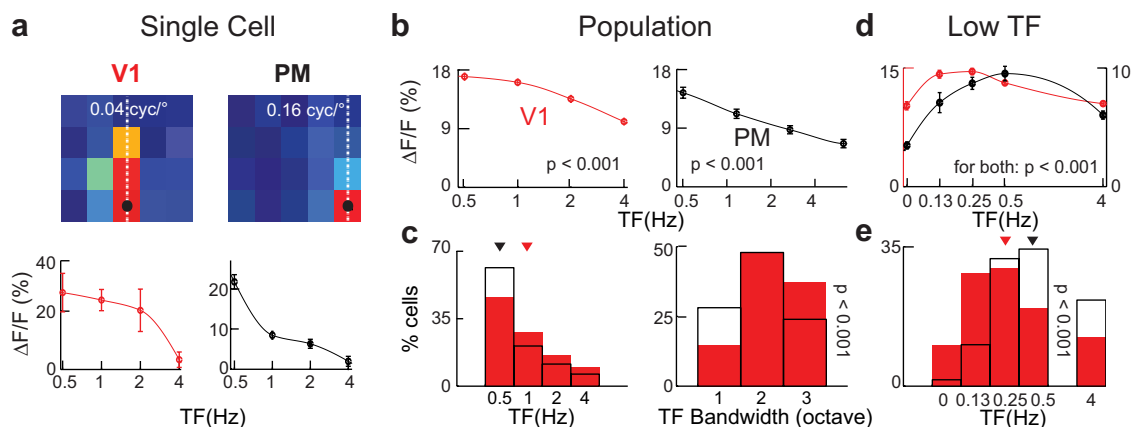 a Single Cell
V1 PM
0.04 cyc/° 0.16 cyc/°
ΔF/F (%)
40
20
0
0.5 1 2 4
20
10
0
0.5 1 2 4
TF(Hz) TF(Hz)
b Population
ΔF/F (%)
18
9
0
V1
p < 0.001
0.5 1 2 4
18
9
0
PM
p < 0.001
0.5 1 2 4
TF(Hz)
c
% cells
70
35
0
0.5 1 2 4
TF(Hz)
50
25
0
p < 0.001
1 2 3
TF Bandwidth (octave)
d Low TF
15
0
10
0
for both: p < 0.001
0 0.13 0.25 0.5 4
TF(Hz)
e
35
0
p < 0.001
0 0.13 0.25 0.5 4
TF(Hz)